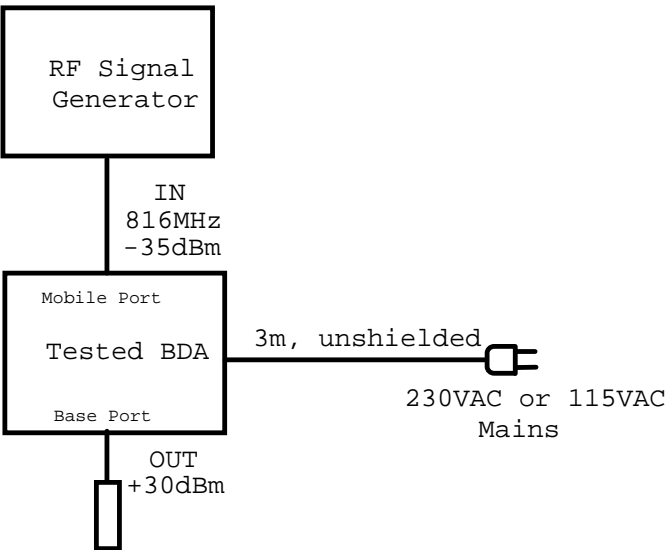 RF Signal
Generator
IN
816MHz
-35dBm
Mobile Port
Tested BDA
3m, unshielded
230VAC or 115VAC
Mains
Base Port
OUT
+30dBm